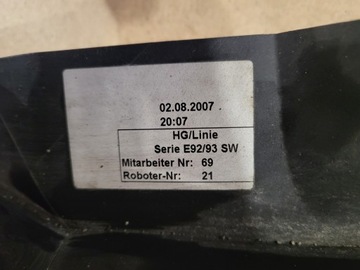 02.08.2007
20:07
HG/Linie
Serie E92/93 SW
Mitarbeiter Nr: 69
Roboter-Nr: 21